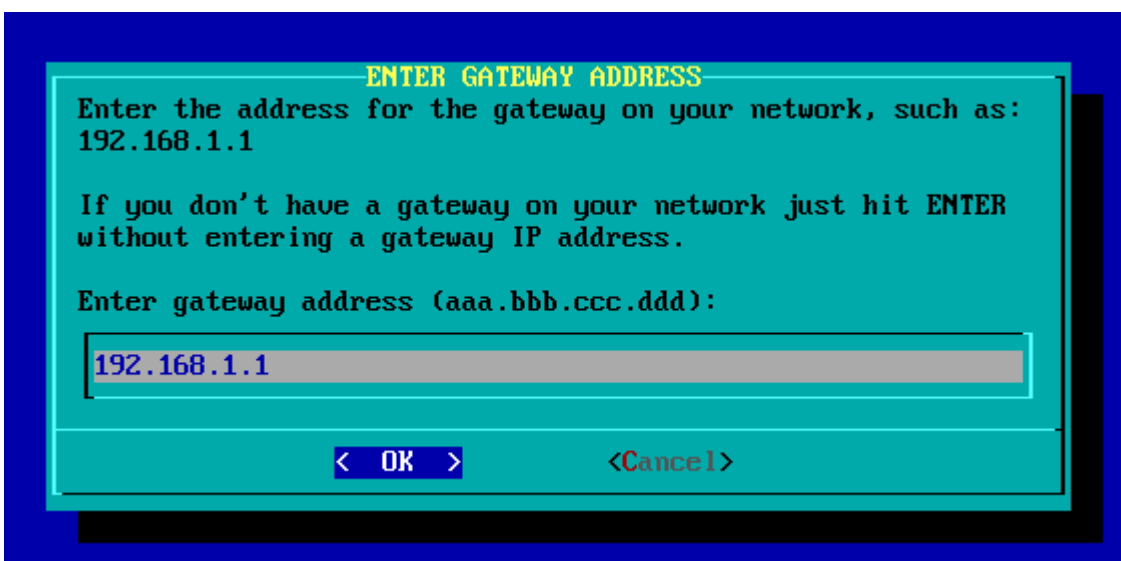 ENTER GATEWAY ADDRESS
Enter the address for the gateway on your network, such as:
192.168.1.1
If you don't have a gateway on your network just hit ENTER
without entering a gateway IP address.
Enter gateway address (aaa.bbb.ccc.ddd):
192.168.1.1
< OK > <Cancel>